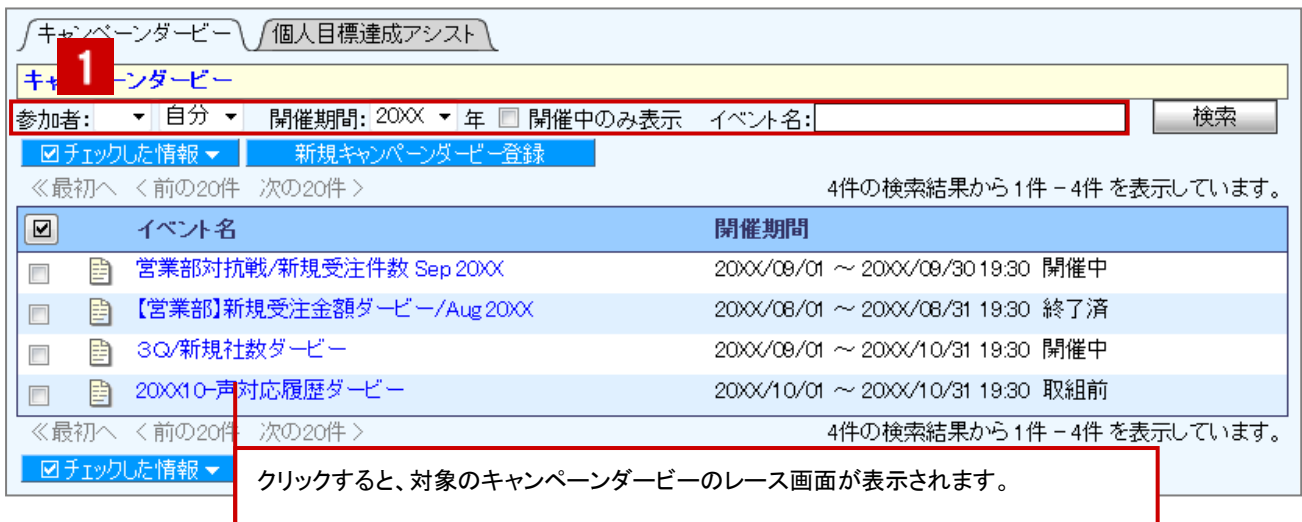 キャンペーンダービー 個人目標達成アシスト
1
キャンペーンダービー
参加者: 自分 開催期間: 20XX 年 開催中のみ表示 イベント名: 検索
チェックした情報 新規キャンペーンダービー登録
≪最初へ <前の20件 次の20件> 4件の検索結果から1件 - 4件 を表示しています。
イベント名 開催期間
営業部対抗戦/新規受注件数 Sep 20XX 20XX/09/01 ~ 20XX/09/30 19:30 開催中
【営業部】新規受注金額ダービー/Aug 20XX 20XX/08/01 ~ 20XX/08/31 19:30 終了済
3Q/新規社数ダービー 20XX/09/01 ~ 20XX/10/31 19:30 開催中
20XX10-声対応履歴ダービー 20XX/10/01 ~ 20XX/10/31 19:30 取組前
≪最初へ <前の20件 次の20件> 4件の検索結果から1件 - 4件 を表示しています。
チェックした情報
クリックすると、対象のキャンペーンダービーのレース画面が表示されます。